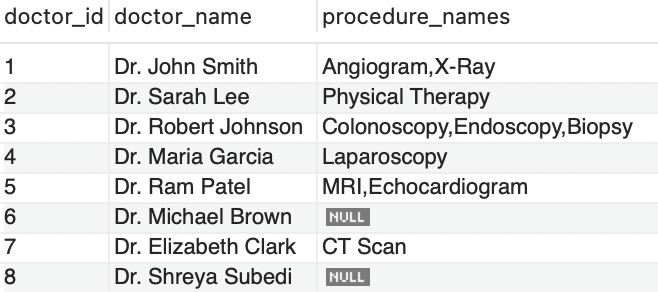 doctor_id doctor_name procedure_names
1 Dr. John Smith Angiogram,X-Ray
2 Dr. Sarah Lee Physical Therapy
3 Dr. Robert Johnson Colonoscopy,Endoscopy,Biopsy
4 Dr. Maria Garcia Laparoscopy
5 Dr. Ram Patel MRI,Echocardiogram
6 Dr. Michael Brown NULL
7 Dr. Elizabeth Clark CT Scan
8 Dr. Shreya Subedi NULL